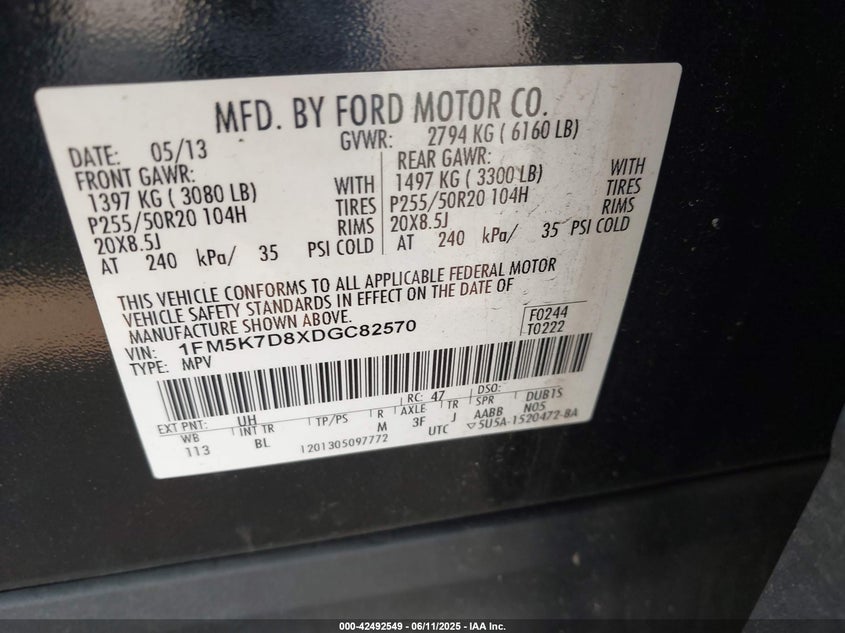 MFD. BY FORD MOTOR CO.
DATE: 05/13
GVWR: 2794 KG ( 6160 LB)
FRONT GAWR:
1397 KG ( 3080 LB) WITH
P255/50R20 104H TIRES
20X8.5J RIMS
AT 240 kPa/ 35 PSI COLD
REAR GAWR:
1497 KG ( 3300 LB) WITH
P255/50R20 104H TIRES
20X8.5J RIMS
AT 240 kPa/ 35 PSI COLD
THIS VEHICLE CONFORMS TO ALL APPLICABLE FEDERAL MOTOR
VEHICLE SAFETY STANDARDS IN EFFECT ON THE DATE OF
MANUFACTURE SHOWN ABOVE.
F0244
T0222
VIN: 1FM5K7D8XDGC82570
TYPE: MPV
EXT PNT: UH RC: 47 DSO:
WB INT TR TP/PS R AXLE TR SPR DUB1S
113 BL M 3F J AABB N05
1201305097772 UTC ▽5U5A-1520472-BA
000-42492549 - 06/11/2025 - IAA Inc.